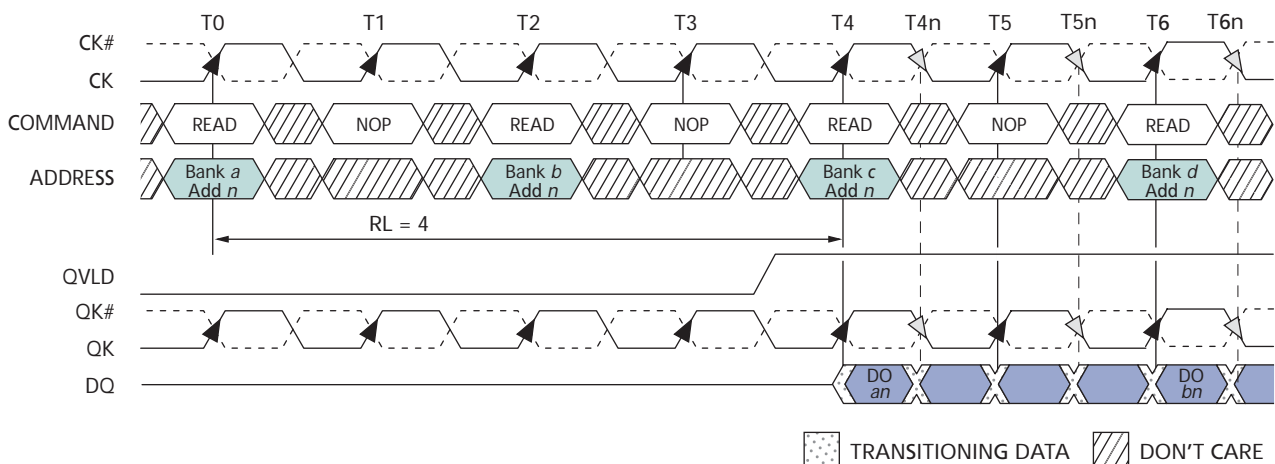 T0 T1 T2 T3 T4 T4n T5 T5n T6 T6n
CK#
CK
COMMAND READ NOP READ NOP READ NOP READ
ADDRESS Bank a Add n Bank b Add n Bank c Add n Bank d Add n
RL = 4
QVLD
QK#
QK
DQ DO an DO bn
TRANSITIONING DATA DON'T CARE